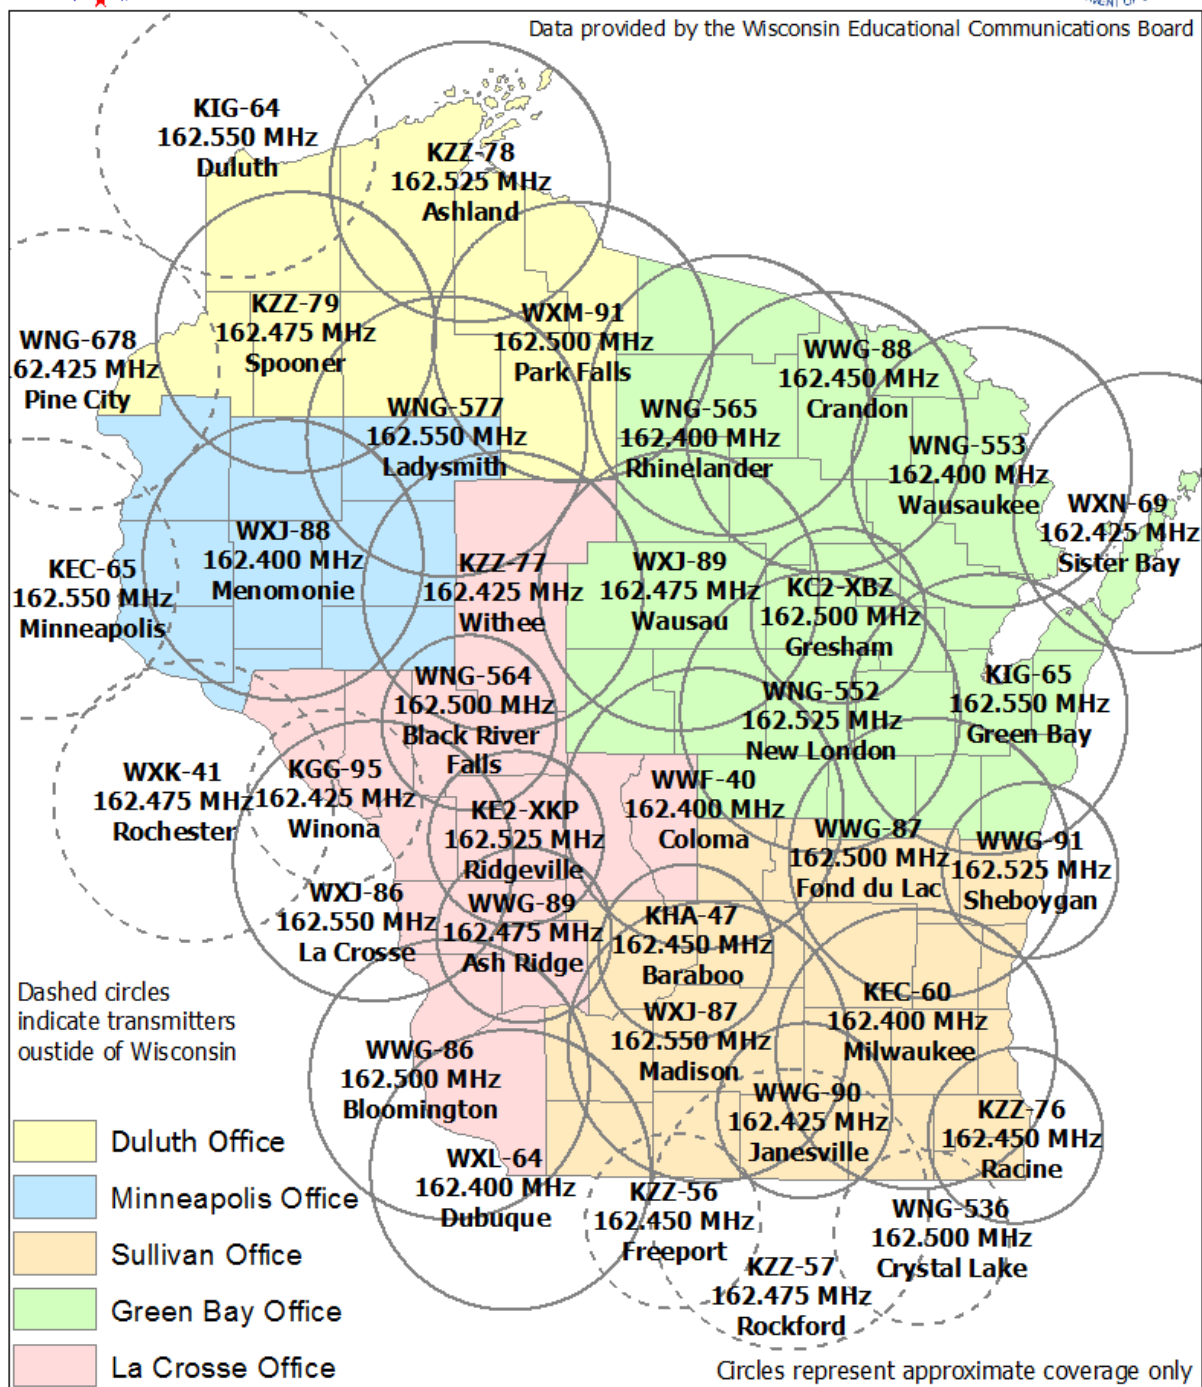 Data provided by the Wisconsin Educational Communications Board
KIG-64
162.550 MHz
Duluth
KZZ-78
162.525 MHz
Ashland
KZZ-79
162.475 MHz
Spooner
WXM-91
162.500 MHz
Park Falls
WNG-678
162.425 MHz
Pine City
WWG-88
162.450 MHz
Crandon
WNG-577
162.550 MHz
Ladysmith
WNG-565
162.400 MHz
Rhinelander
WNG-553
162.400 MHz
Wausaukee
WXN-69
162.425 MHz
Sister Bay
WXJ-88
162.400 MHz
Menomonie
KEC-65
162.550 MHz
Minneapolis
KZZ-77
162.425 MHz
Withee
WXJ-89
162.475 MHz
Wausau
KC2-XBZ
162.500 MHz
Gresham
WNG-564
162.500 MHz
Black River
Falls
WNG-552
162.525 MHz
New London
KIG-65
162.550 MHz
Green Bay
WXK-41
162.475 MHz
Rochester
KGG-95
162.425 MHz
Winona
WWF-40
162.400 MHz
Coloma
KE2-XKP
162.525 MHz
Ridgeville
WWG-87
162.500 MHz
Fond du Lac
WWG-91
162.525 MHz
Sheboygan
WXJ-86
162.550 MHz
La Crosse
WWG-89
162.475 MHz
Ash Ridge
KHA-47
162.450 MHz
Baraboo
Dashed circles
indicate transmitters
oustide of Wisconsin
KEC-60
162.400 MHz
Milwaukee
WXJ-87
162.550 MHz
Madison
WWG-86
162.500 MHz
Bloomington
WWG-90
162.425 MHz
Janesville
KZZ-76
162.450 MHz
Racine
WXL-64
162.400 MHz
Dubuque
KZZ-56
162.450 MHz
Freeport
WNG-536
162.500 MHz
Crystal Lake
KZZ-57
162.475 MHz
Rockford
Duluth Office
Minneapolis Office
Sullivan Office
Green Bay Office
La Crosse Office
Circles represent approximate coverage only